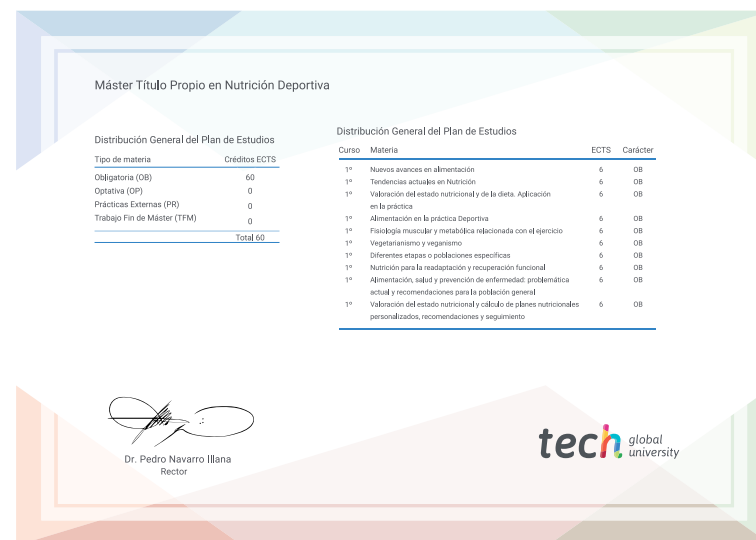 Máster Título Propio en Nutrición Deportiva
Distribución General del Plan de Estudios
Tipo de materia Créditos ECTS
Obligatoria (OB) 60
Optativa (OP) 0
Prácticas Externas (PR) 0
Trabajo Fin de Máster (TFM) 0
Total 60
Distribución General del Plan de Estudios
Curso Materia ECTS Carácter
1º Nuevos avances en alimentación 6 OB
1º Tendencias actuales en Nutrición 6 OB
1º Valoración del estado nutricional y de la dieta. Aplicación 6 OB
en la práctica
1º Alimentación en la práctica Deportiva 6 OB
1º Fisiología muscular y metabólica relacionada con el ejercicio 6 OB
1º Vegetarianismo y veganismo 6 OB
1º Diferentes etapas o poblaciones específicas 6 OB
1º Nutrición para la readaptación y recuperación funcional 6 OB
1º Alimentación, salud y prevención de enfermedad: problemática 6 OB
actual y recomendaciones para la población general
1º Valoración del estado nutricional y cálculo de planes nutricionales 6 OB
personalizados, recomendaciones y seguimiento
Dr. Pedro Navarro Illana
Rector
tech global
university